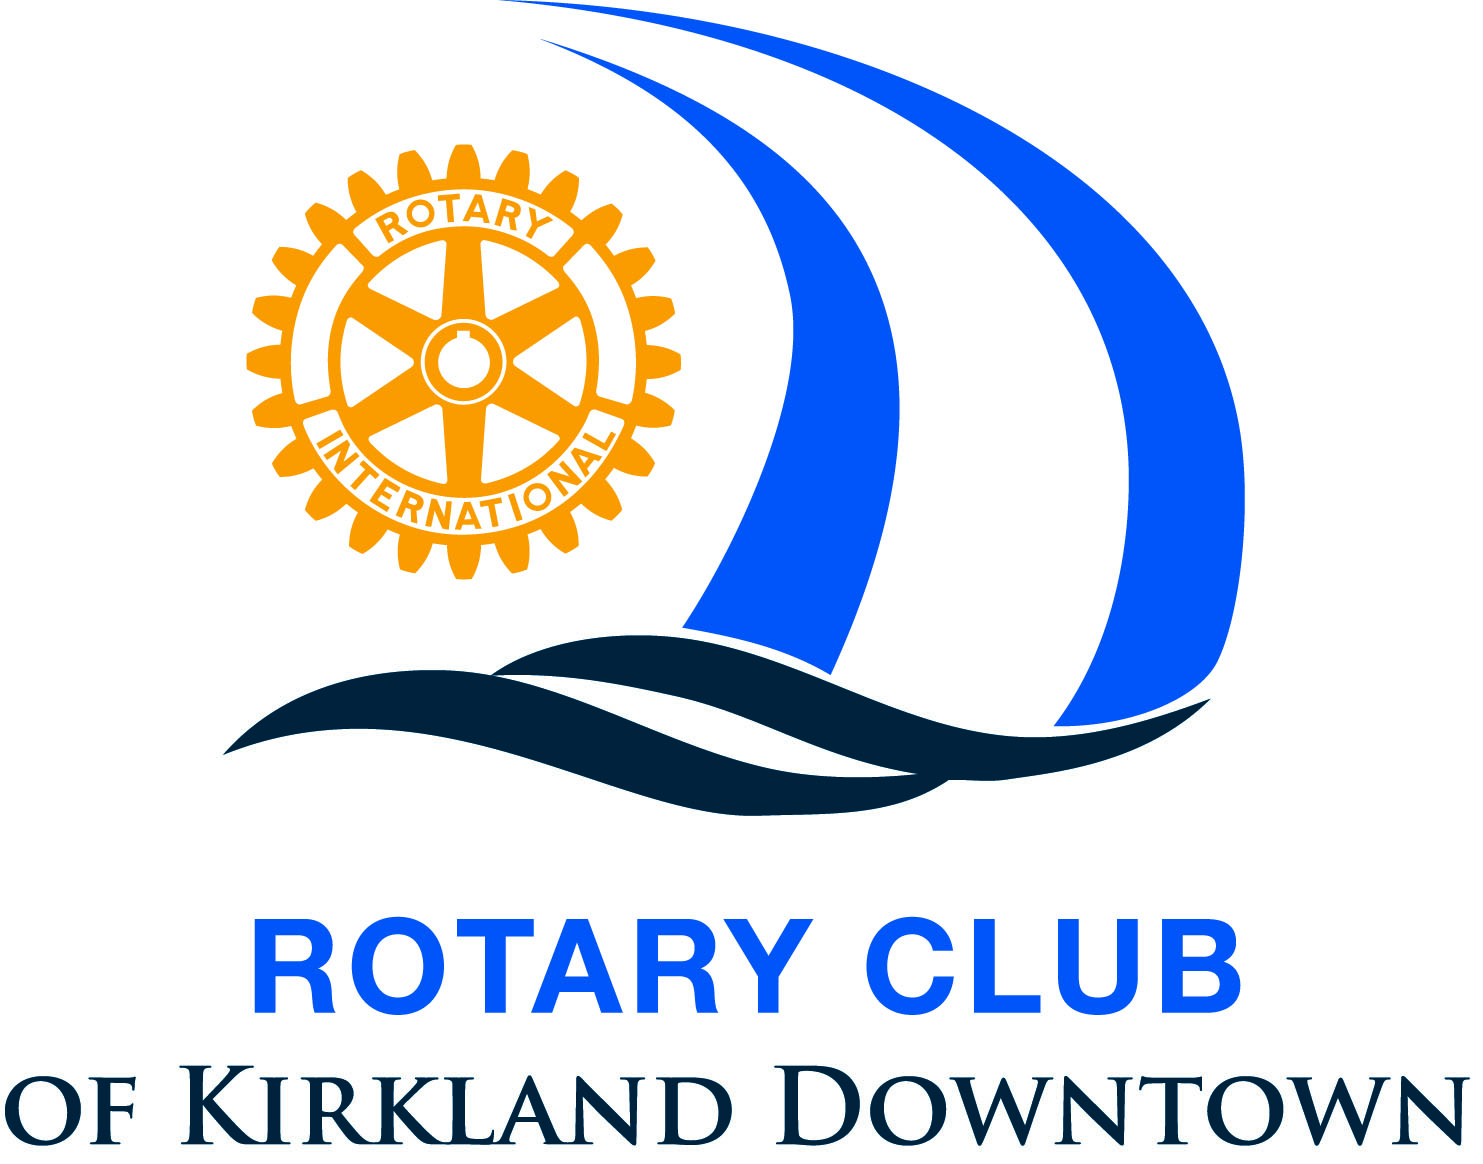 ROTARY
INTERNATIONAL
ROTARY CLUB
OF KIRKLAND DOWNTOWN